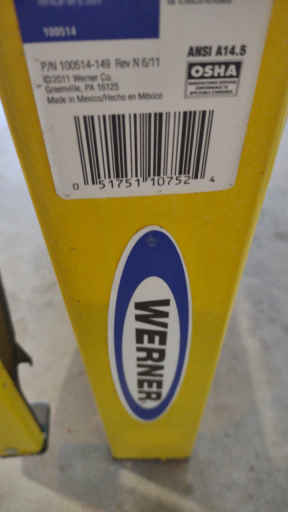 100514
ANSI A14.5
P/N 100514-149 Rev N 6/11
©2011 Werner Co.
Greenville, PA 16125
Made in Mexico/Hecho en México
OSHA
0 51751 10752 4
WERNER